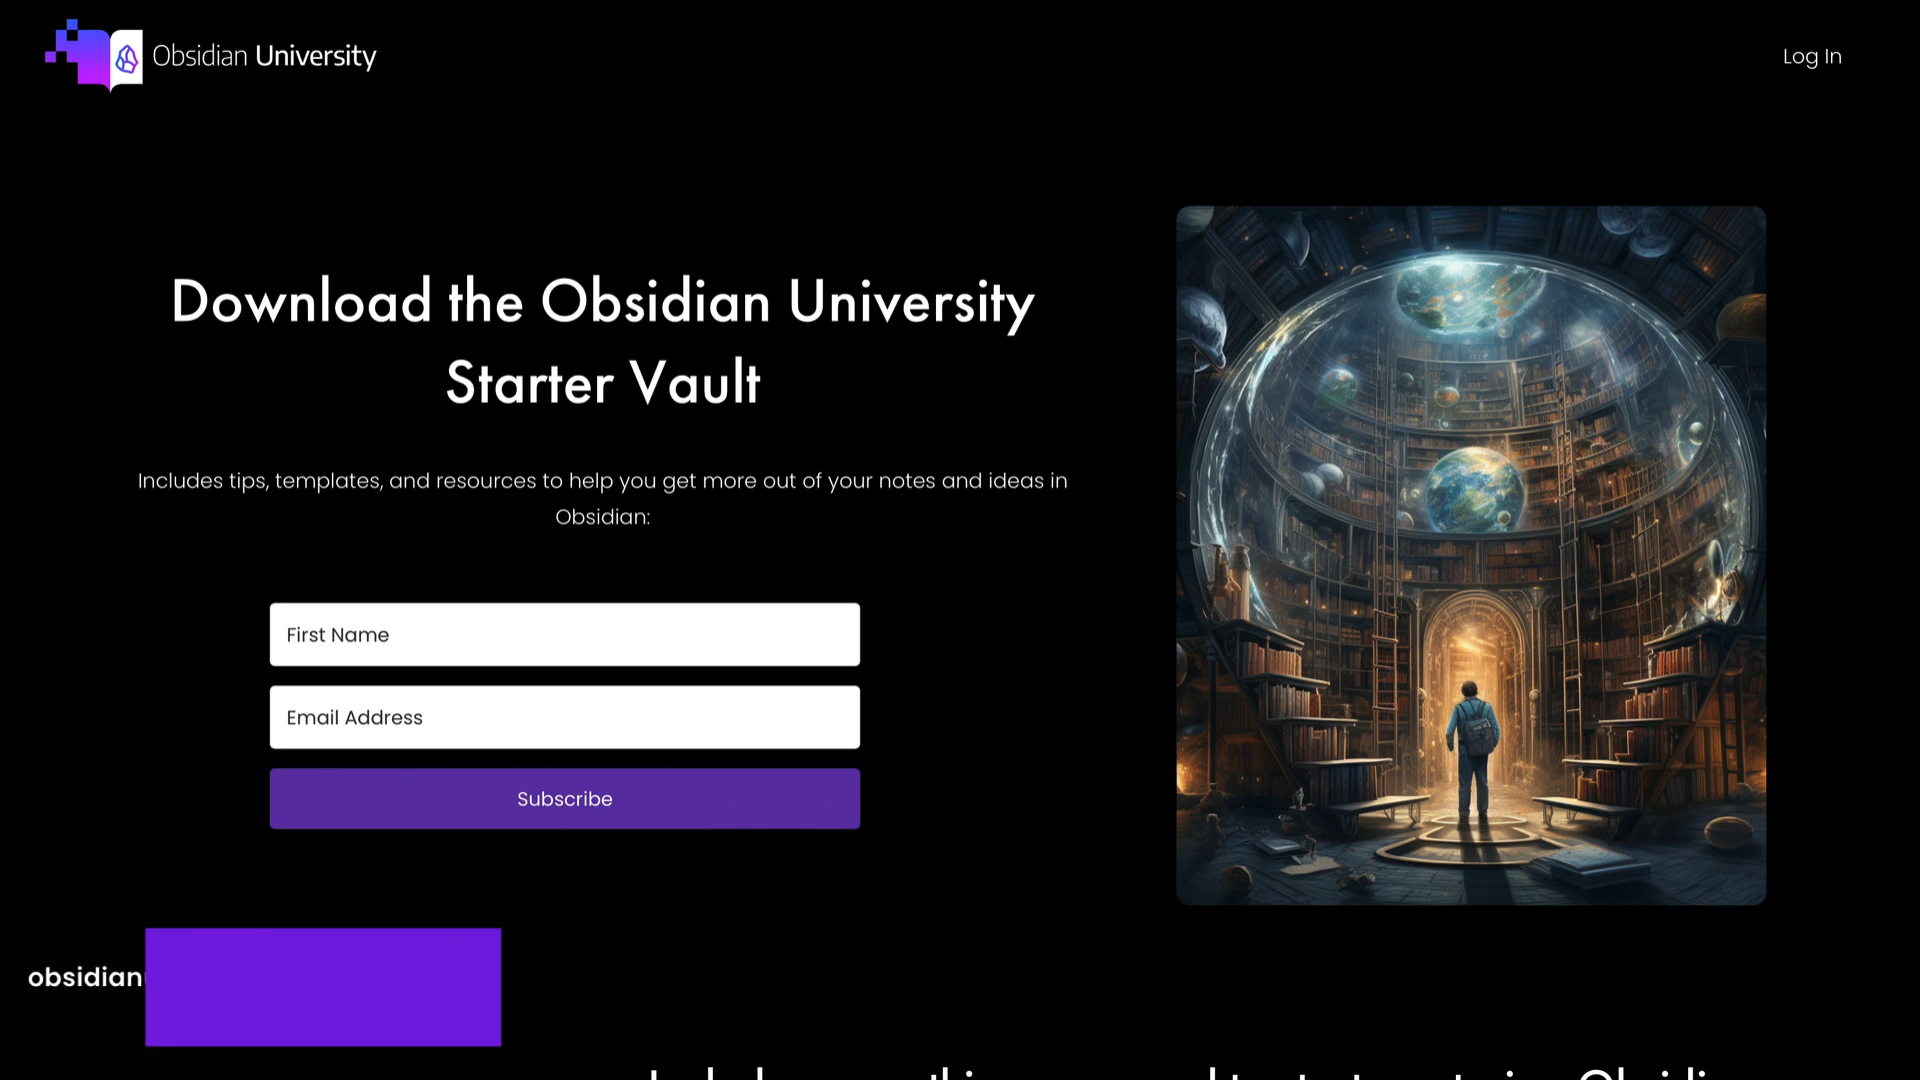 Obsidian University
Log In
Download the Obsidian University
Starter Vault
Includes tips, templates, and resources to help you get more out of your notes and ideas in
Obsidian:
First Name
Email Address
Subscribe
obsidian